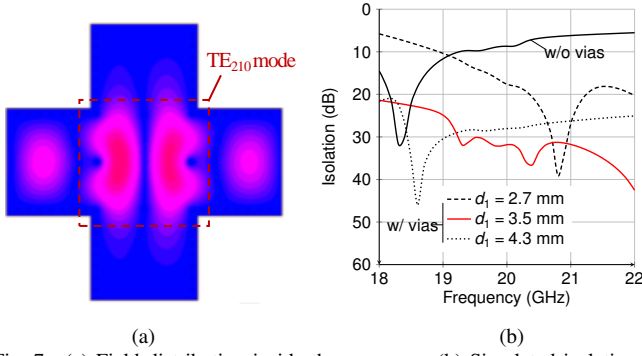 TE210 mode
0
10
20
30
40
50
60
Isolation (dB)
w/o vias
w/ vias
d1 = 2.7 mm
d1 = 3.5 mm
d1 = 4.3 mm
18 19 20 21 22
Frequency (GHz)
(a) (b)